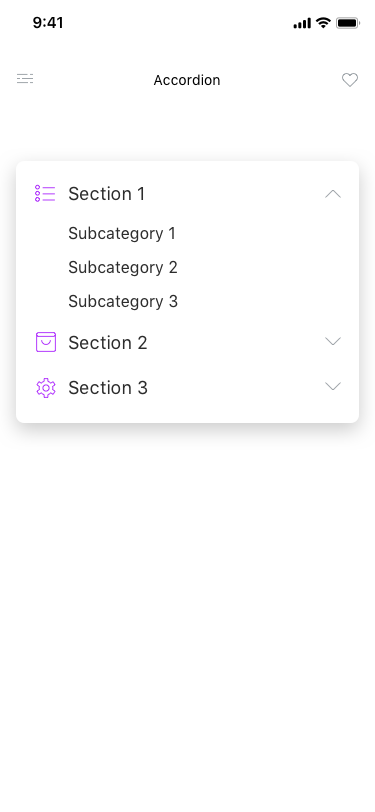 9:41
Accordion
Section 1
Subcategory 1
Subcategory 2
Subcategory 3
Section 2
Section 3